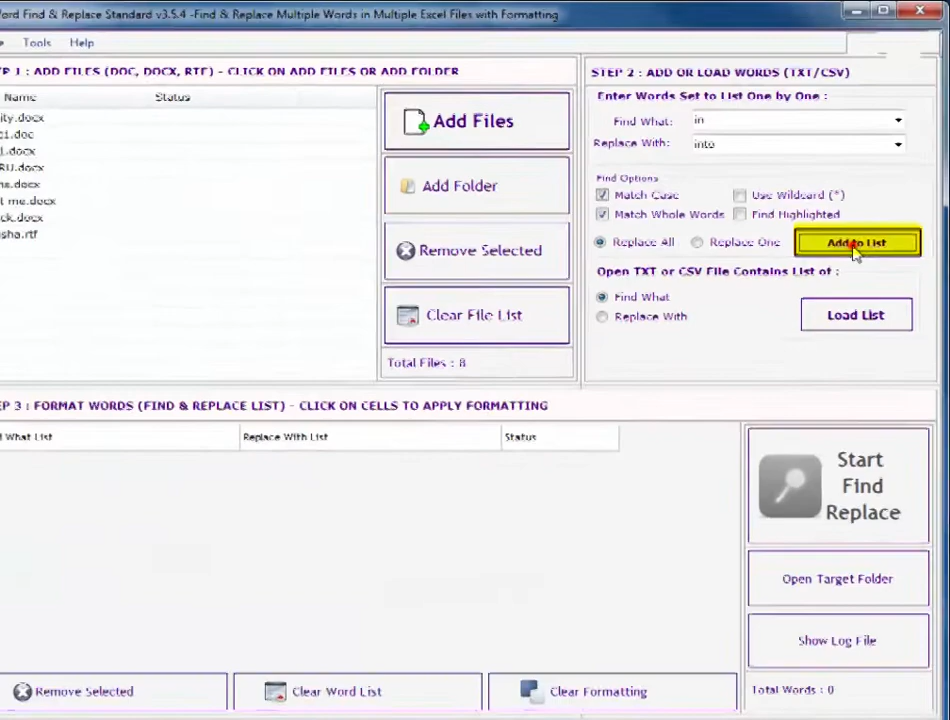 ord Find & Replace Standard v3.5.4 -Find & Replace Multiple Words in Multiple Excel Files with Formatting
Tools Help
EP 1 : ADD FILES (DOC, DOCX, RTF) - CLICK ON ADD FILES OR ADD FOLDER
Name Status
ity.docx
c1.doc
1.docx
RU.docx
ne.docx
t me.docx
ck.docx
sha.rtf
Add Files
Add Folder
Remove Selected
Clear File List
Total Files : 8
STEP 2 : ADD OR LOAD WORDS (TXT/CSV)
Enter Words Set to List One by One :
Find What: in
Replace With: into
Find Options
Match Case Use Wildcard (*)
Match Whole Words Find Highlighted
Replace All Replace One Add to List
Open TXT or CSV File Contains List of :
Find What
Replace With
Load List
EP 3 : FORMAT WORDS (FIND & REPLACE LIST) - CLICK ON CELLS TO APPLY FORMATTING
d What List Replace With List Status
Start
Find
Replace
Open Target Folder
Show Log File
Remove Selected Clear Word List Clear Formatting Total Words : 0